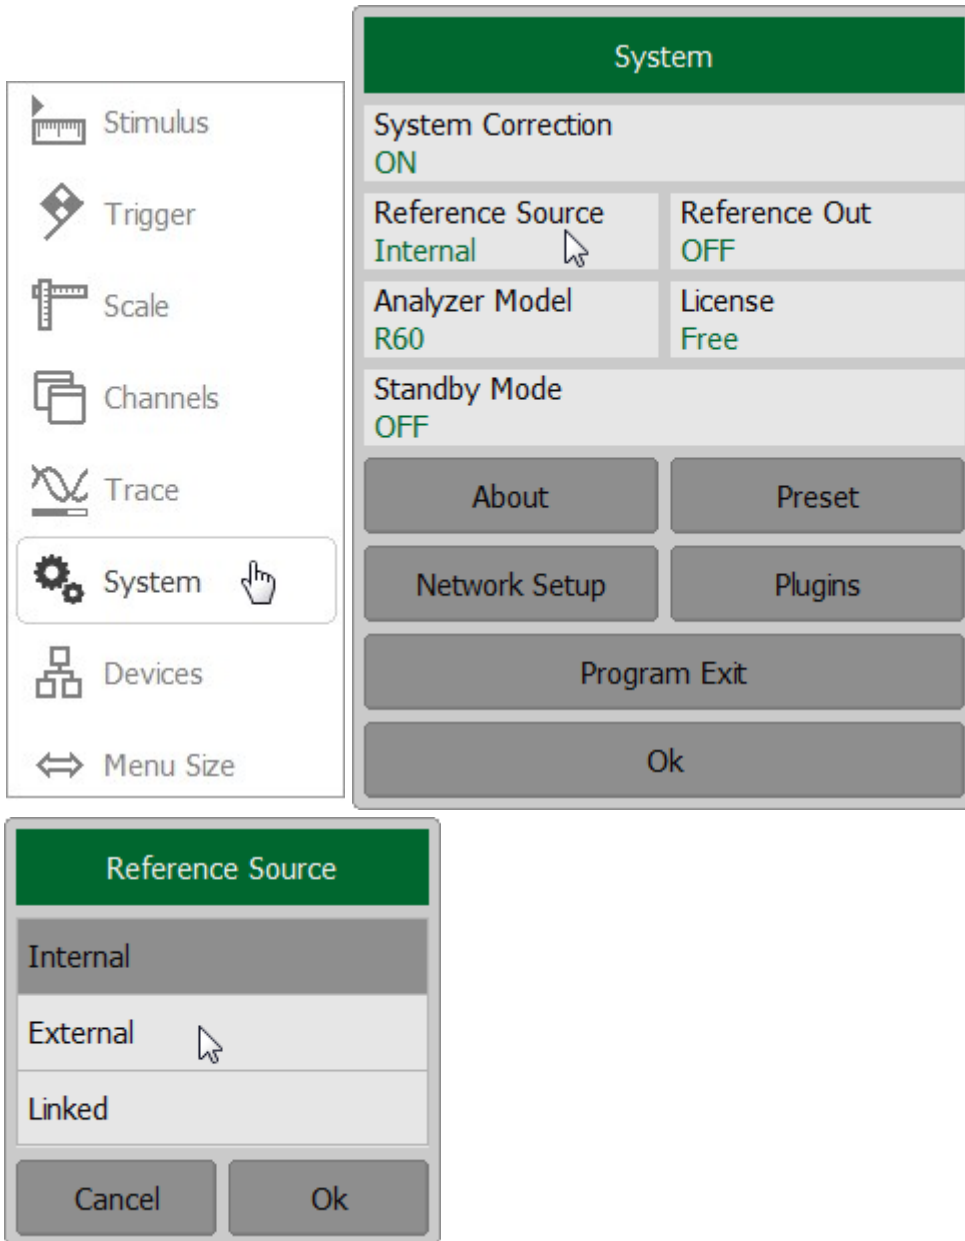 Stimulus
Trigger
Scale
Channels
Trace
System
Devices
Menu Size
System
System Correction
ON
Reference Source
Internal
Reference Out
OFF
Analyzer Model
R60
License
Free
Standby Mode
OFF
About
Preset
Network Setup
Plugins
Program Exit
Ok
Reference Source
Internal
External
Linked
Cancel
Ok